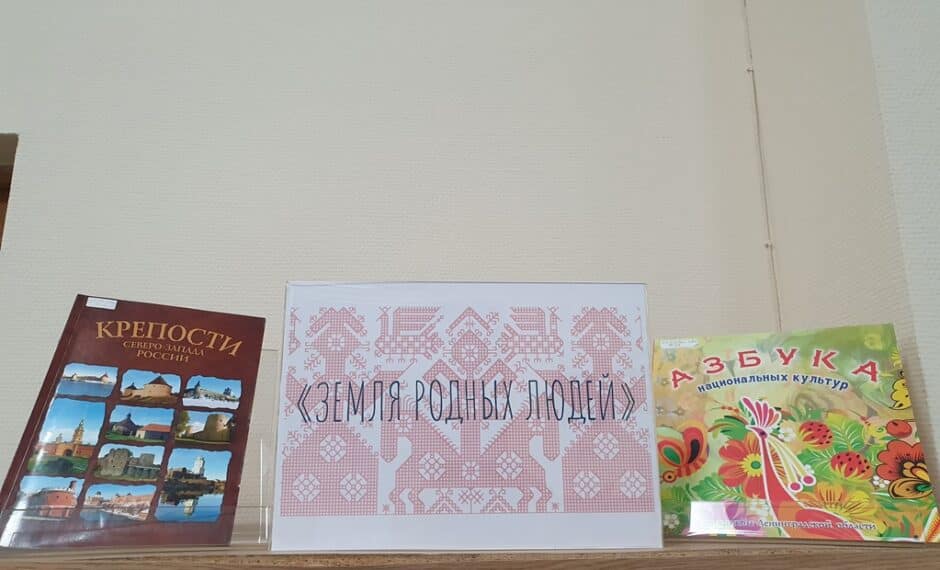 КРЕПОСТИ
СЕВЕРО-ЗАПАДА
РОССИИ
«ЗЕМЛЯ РОДНЫХ ЛЮДЕЙ»
АЗБУКА
национальных культур
Ленинградской области